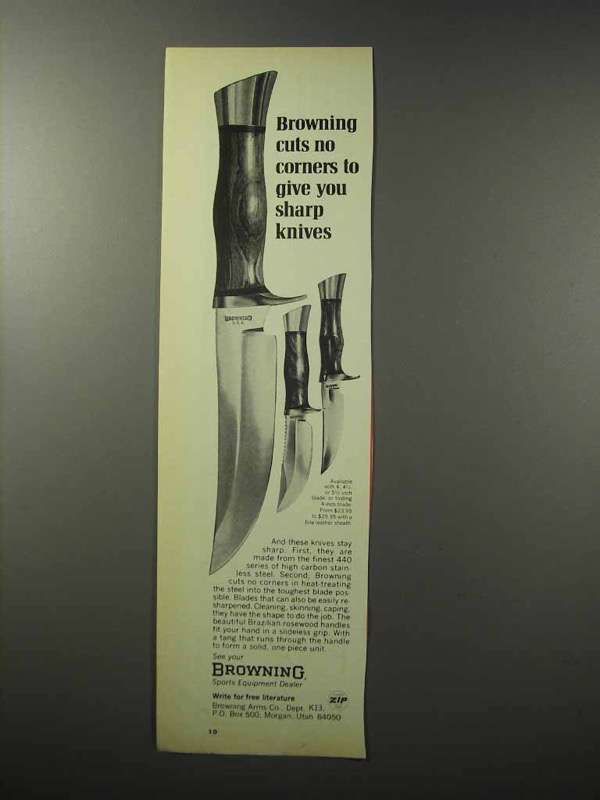 Browning
cuts no
corners to
give you
sharp
knives
BROWNING
U.S.A.
Available
with 4, 4½,
or 5½ inch
blade, or folding
4-inch blade.
From $23.95
to $29.95 with a
fine leather sheath.
And these knives stay
sharp. First, they are
made from the finest 440
series of high carbon stain-
less steel. Second, Browning
cuts no corners in heat-treating
the steel into the toughest blade pos-
sible. Blades that can also be easily re-
sharpened. Cleaning, skinning, caping,
they have the shape to do the job. The
beautiful Brazilian rosewood handles
fit your hand in a slideless grip. With
a tang that runs through the handle
to form a solid, one piece unit.
See your
BROWNING
Sports Equipment Dealer
Write for free literature
Browning Arms Co., Dept. K13,
P.O. Box 500, Morgan, Utah 84050
ZIP
10